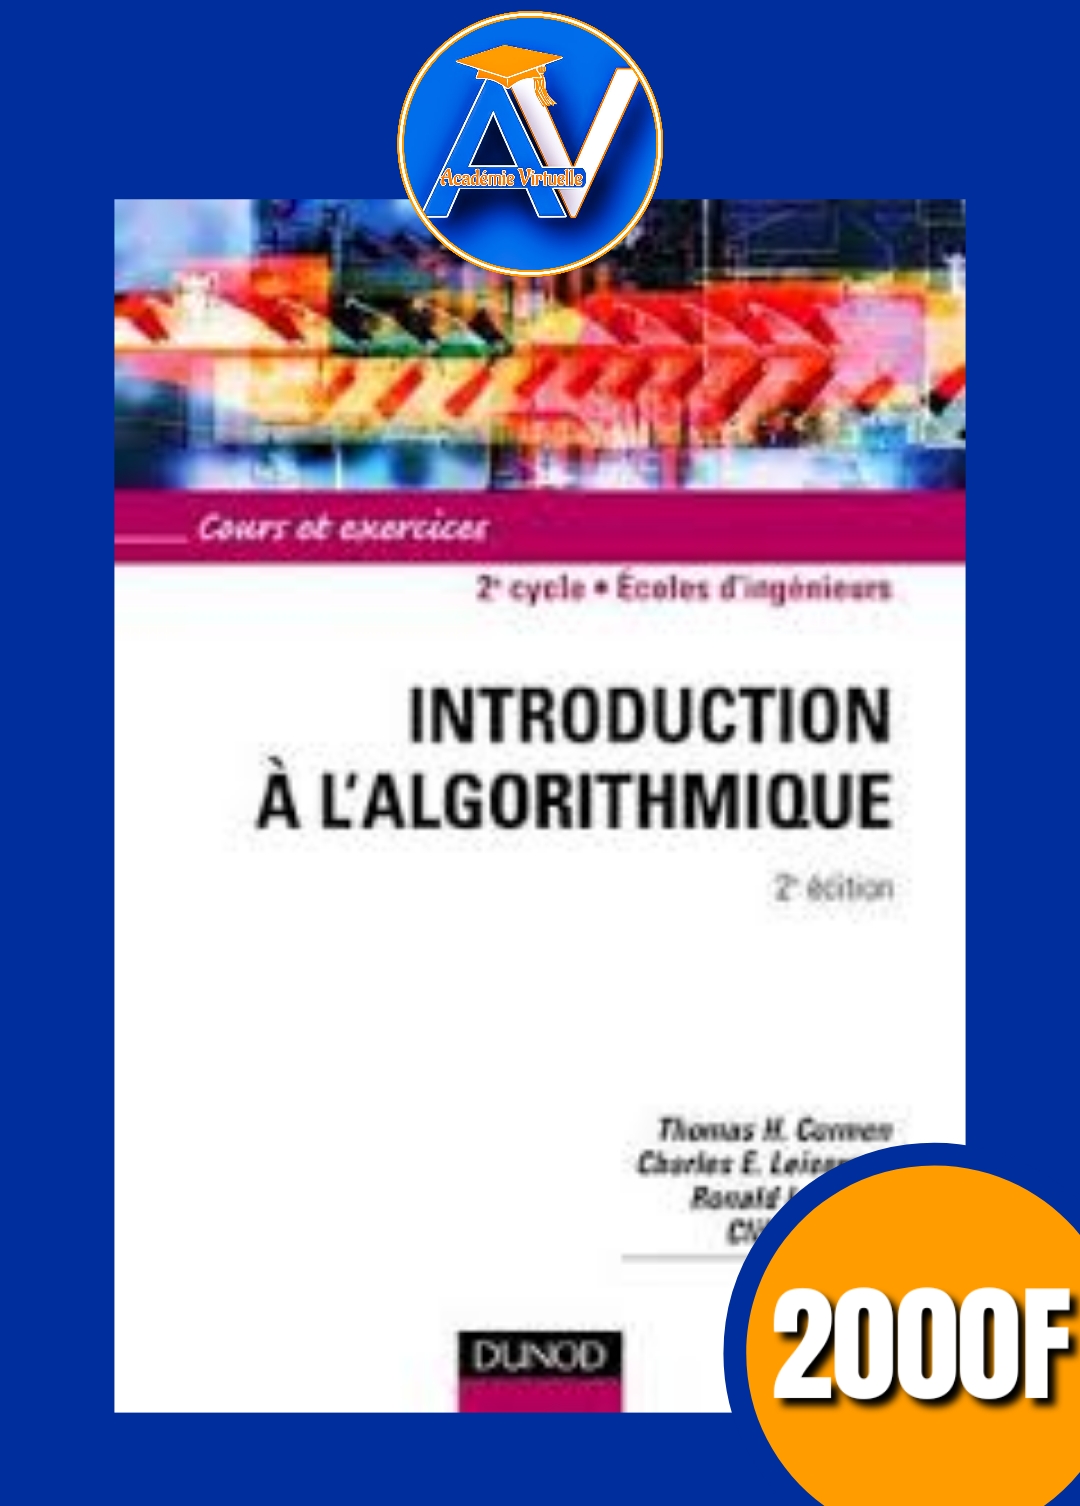 AV
Académie Virtuelle
Cours et exercices
2e cycle • Écoles d'ingénieurs
INTRODUCTION
À L'ALGORITHMIQUE
2e édition
Thomas H. Cormen
Charles E.
Ronald
2000F
DUNOD